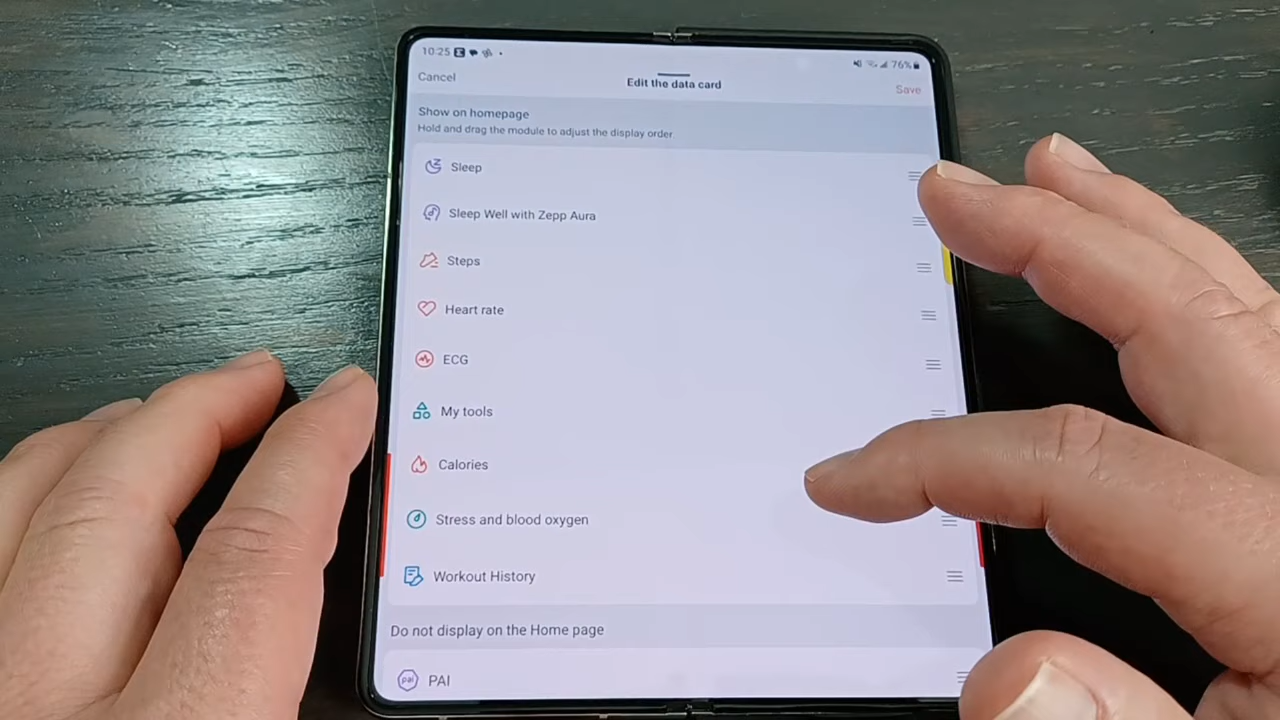 10:25 76%
Cancel Edit the data card Save
Show on homepage
Hold and drag the module to adjust the display order
Sleep
Sleep Well with Zepp Aura
Steps
Heart rate
ECG
My tools
Calories
Stress and blood oxygen
Workout History
Do not display on the Home page
PAI PAI